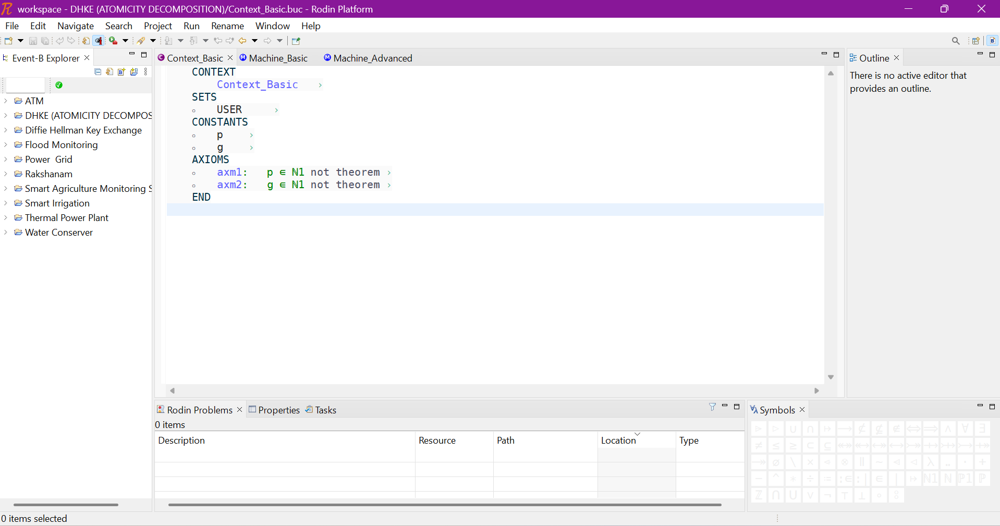 workspace - DHKE (ATOMICITY DECOMPOSITION)/Context_Basic.buc - Rodin Platform
File Edit Navigate Search Project Run Rename Window Help
Event-B Explorer
ATM
DHKE (ATOMICITY DECOMPOS
Diffie Hellman Key Exchange
Flood Monitoring
Power Grid
Rakshanam
Smart Agriculture Monitoring S
Smart Irrigation
Thermal Power Plant
Water Conserver
Context_Basic Machine_Basic Machine_Advanced
CONTEXT
Context_Basic ›
SETS
◦ USER ›
CONSTANTS
◦ p ›
◦ g ›
AXIOMS
◦ axm1: p ∈ ℕ1 not theorem ›
◦ axm2: g ∈ ℕ1 not theorem ›
END
Outline
There is no active editor that
provides an outline.
Rodin Problems Properties Tasks
0 items
Description Resource Path Location Type
Symbols
0 items selected